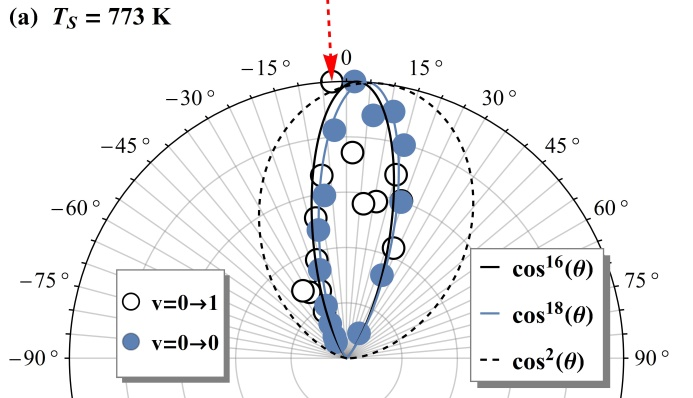 (a) T_S = 773 K
0
−15° 15°
−30° 30°
−45° 45°
−60° 60°
−75° 75°
−90° 90°
v=0→1
v=0→0
cos¹⁶(θ)
cos¹⁸(θ)
cos²(θ)